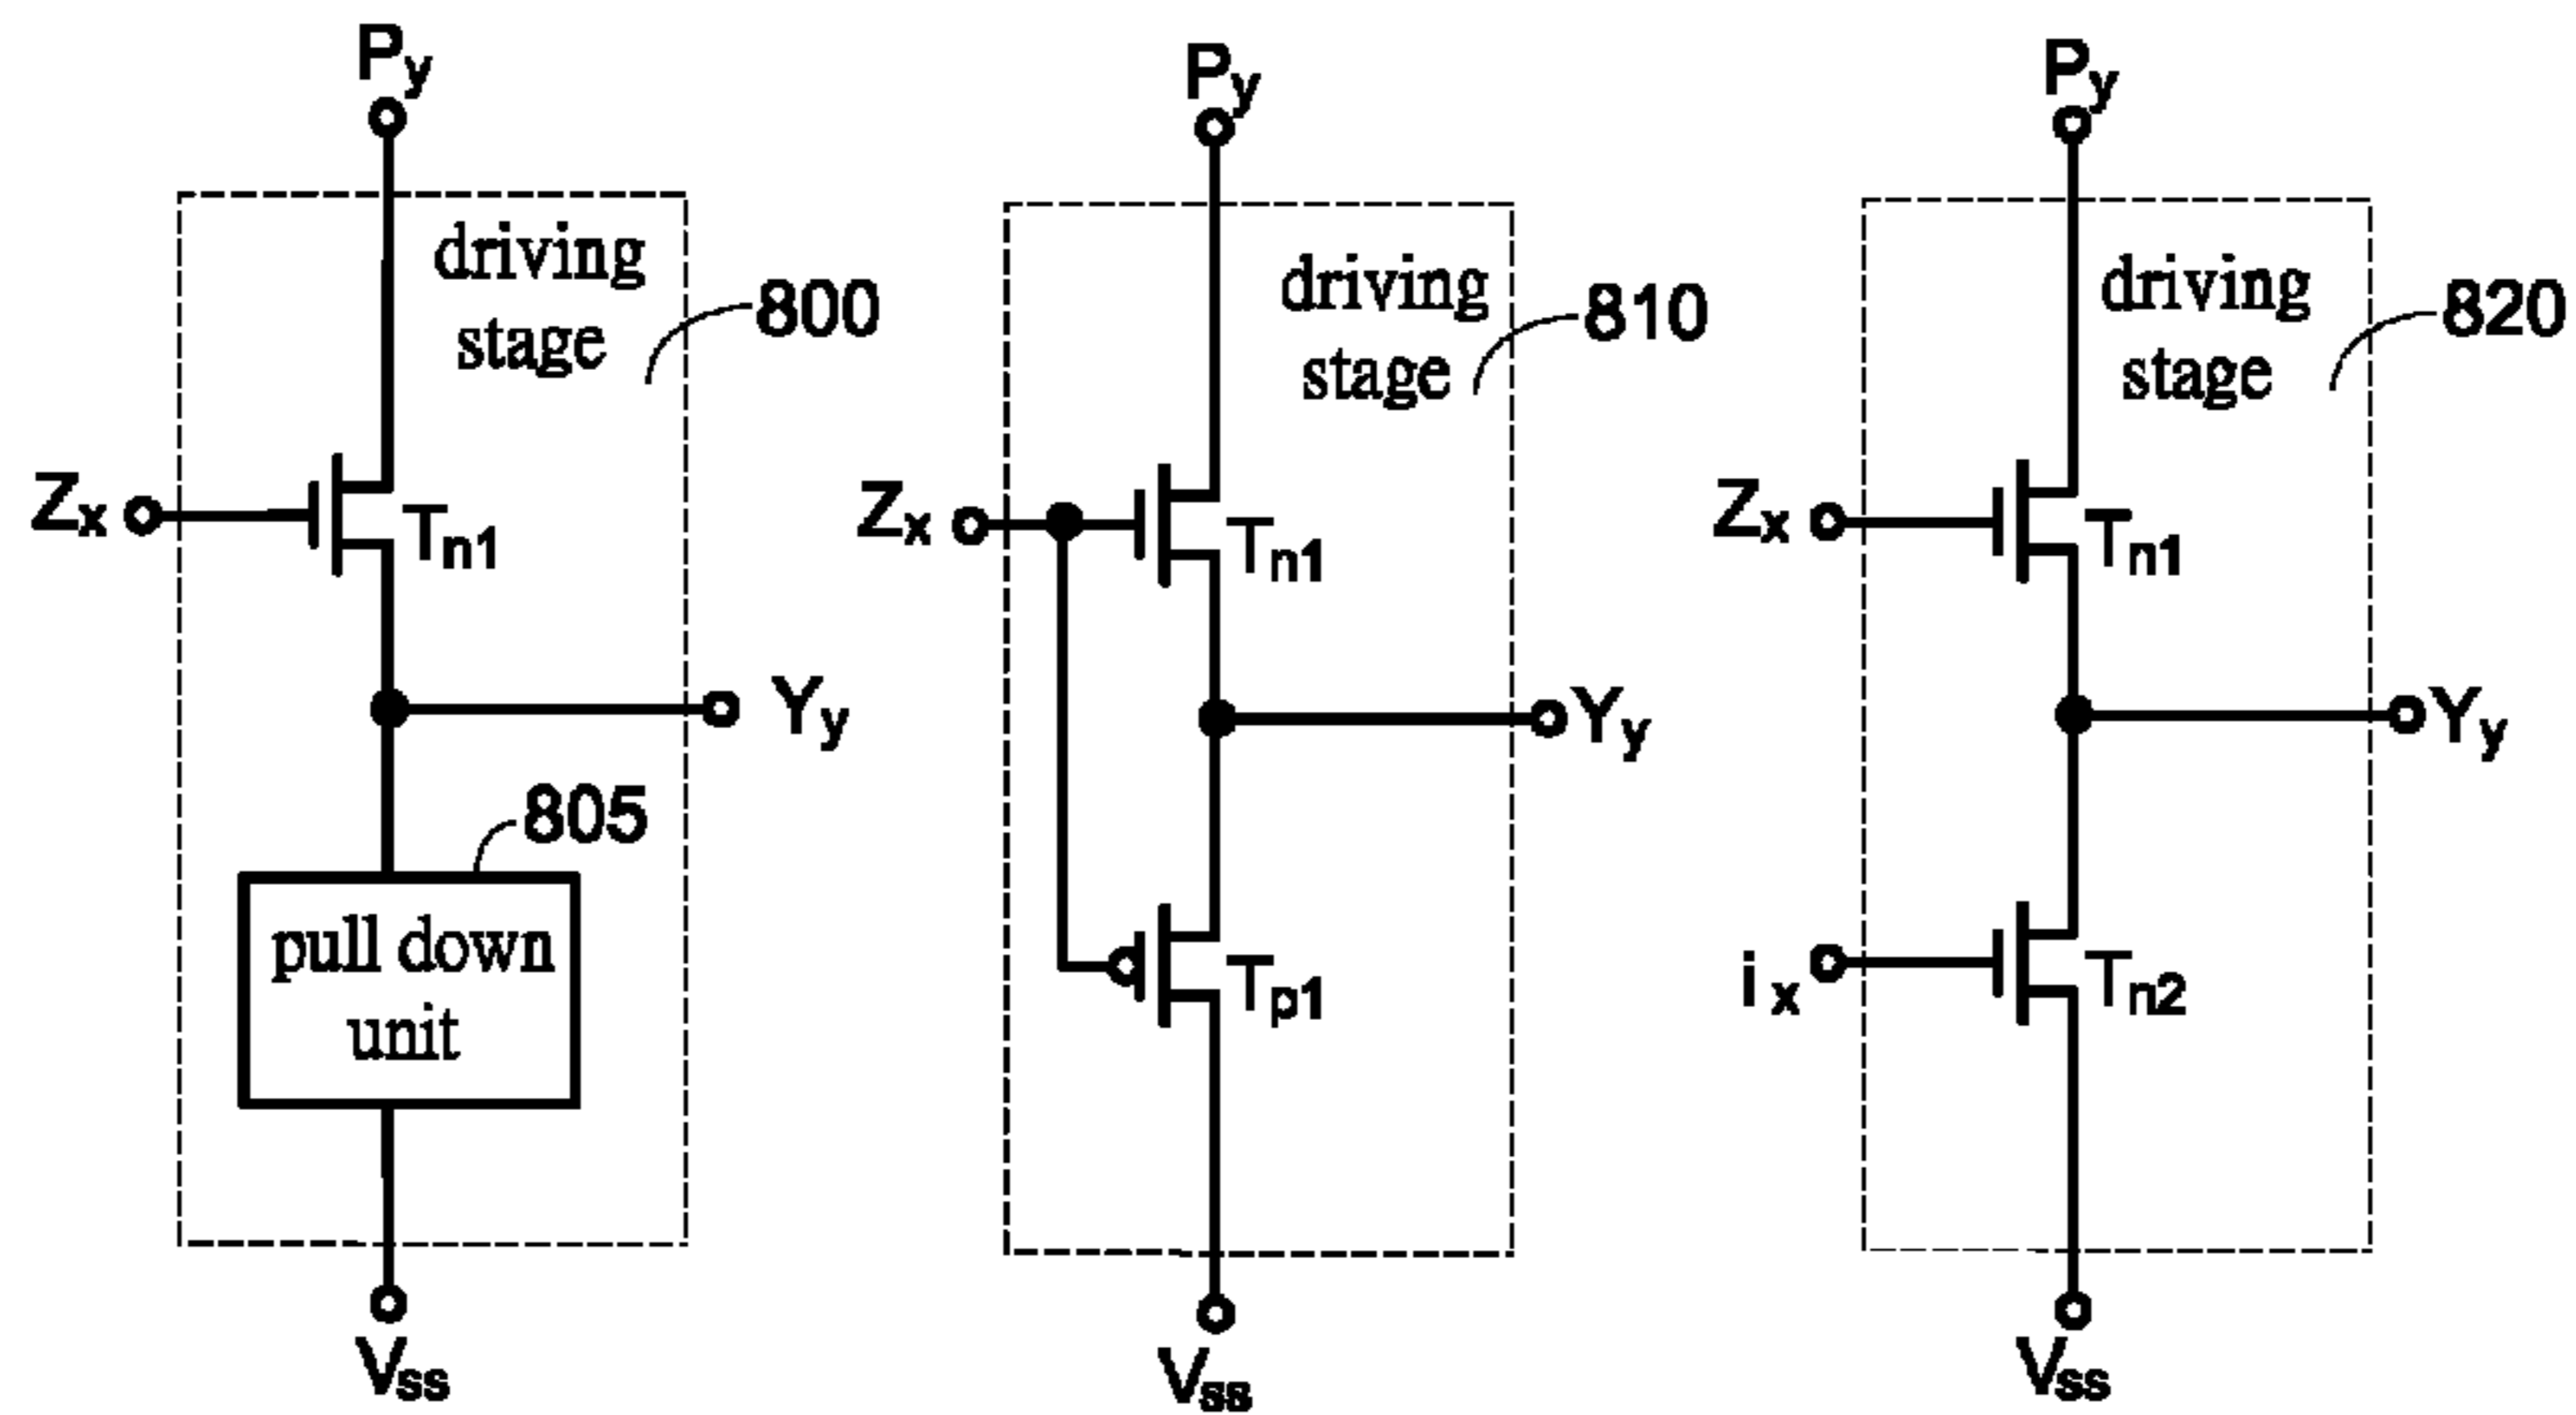 Py
driving
stage
800
Zx
Tn1
Yy
805
pull down
unit
Vss
Py
driving
stage
810
Zx
Tn1
Yy
Tp1
Vss
Py
driving
stage
820
Zx
Tn1
Yy
ix
Tn2
Vss